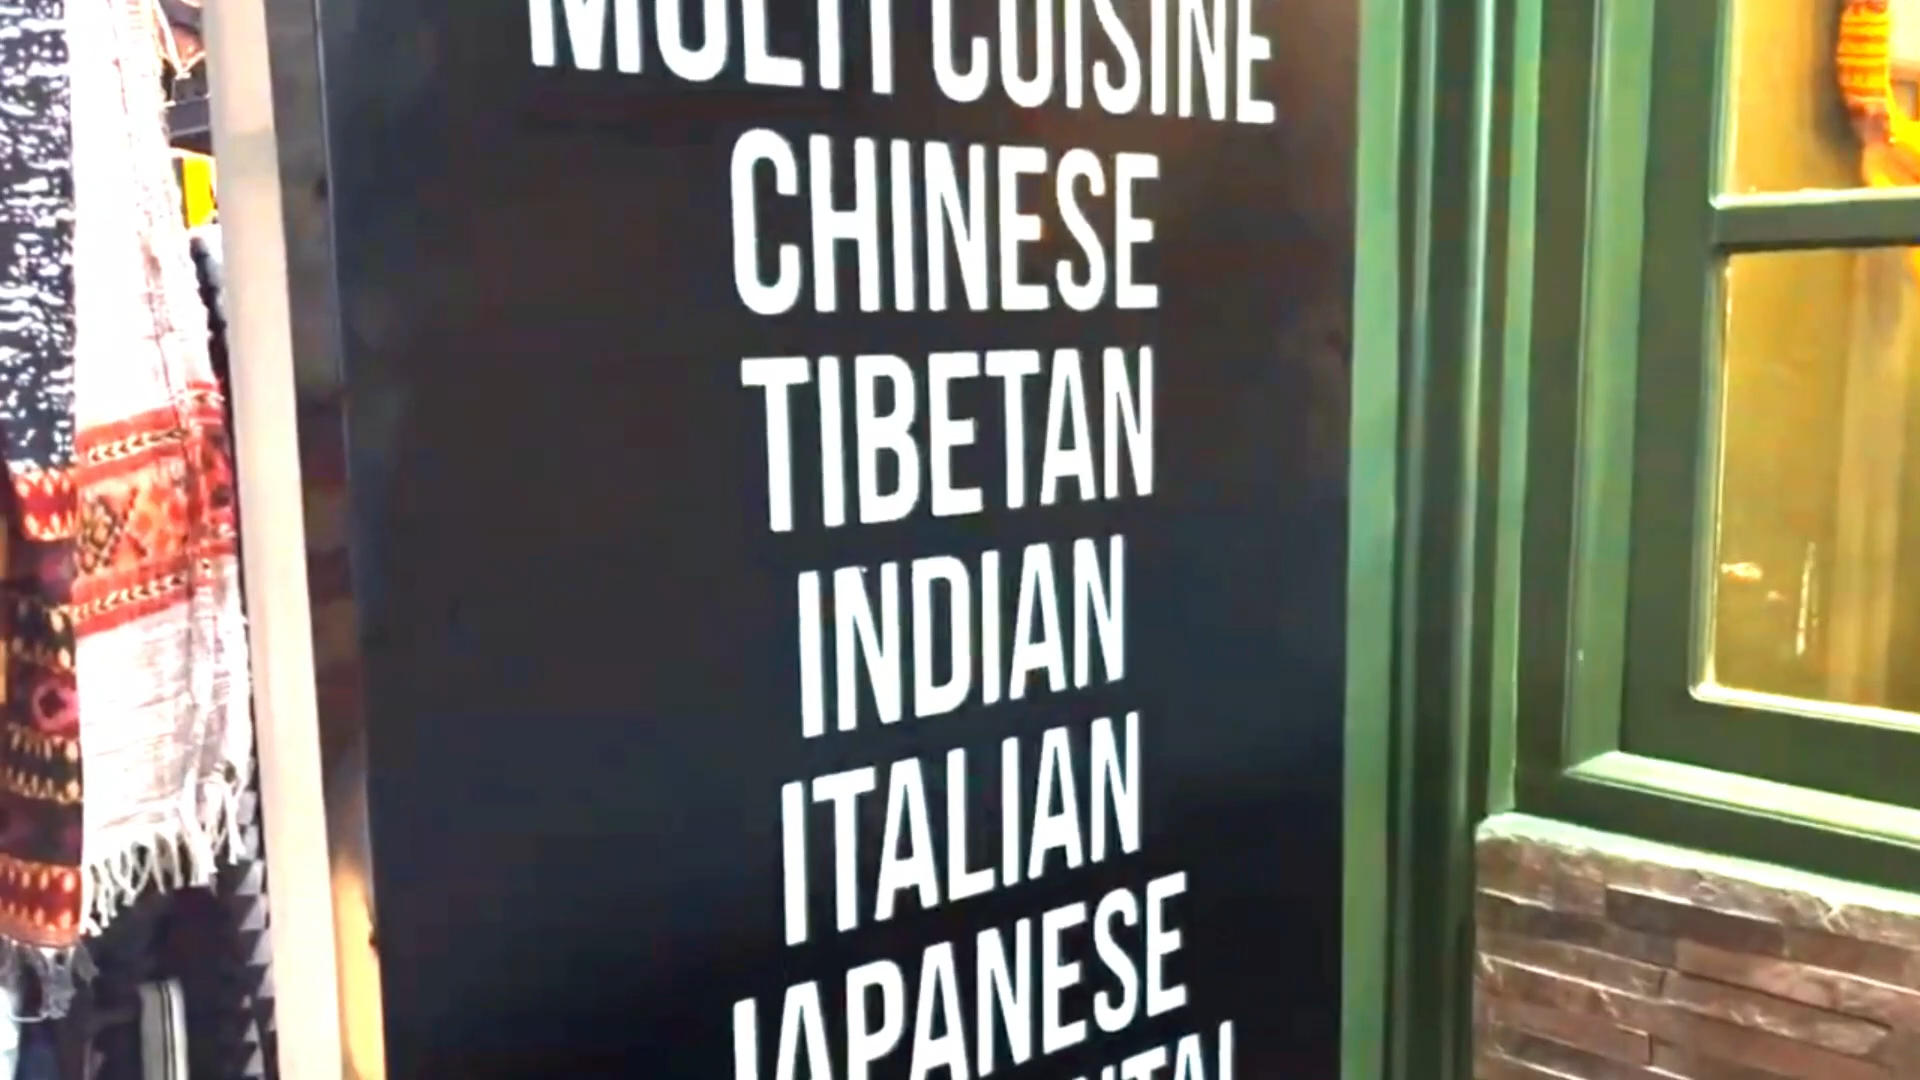 MULTI CUISINE
CHINESE
TIBETAN
INDIAN
ITALIAN
JAPANESE